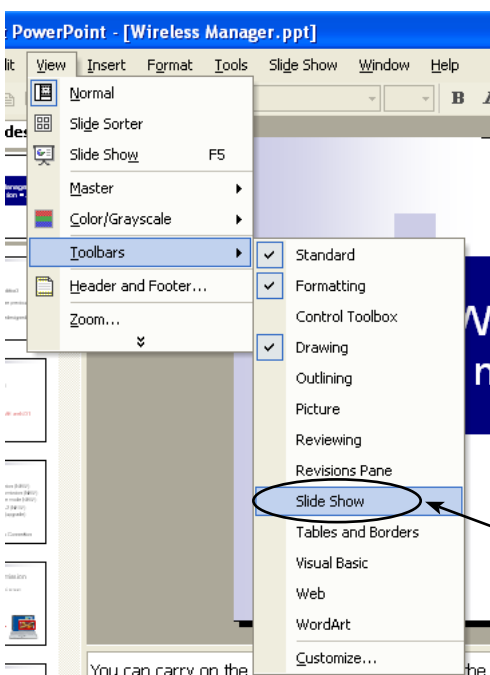 PowerPoint - [Wireless Manager.ppt]
dit View Insert Format Tools Slide Show Window Help
B
Normal
Slide Sorter
Slide Show F5
Master
Color/Grayscale
Toolbars
Header and Footer...
Zoom...
Standard
Formatting
Control Toolbox
Drawing
Outlining
Picture
Reviewing
Revisions Pane
Slide Show
Tables and Borders
Visual Basic
Web
WordArt
Customize...
You can carry on the